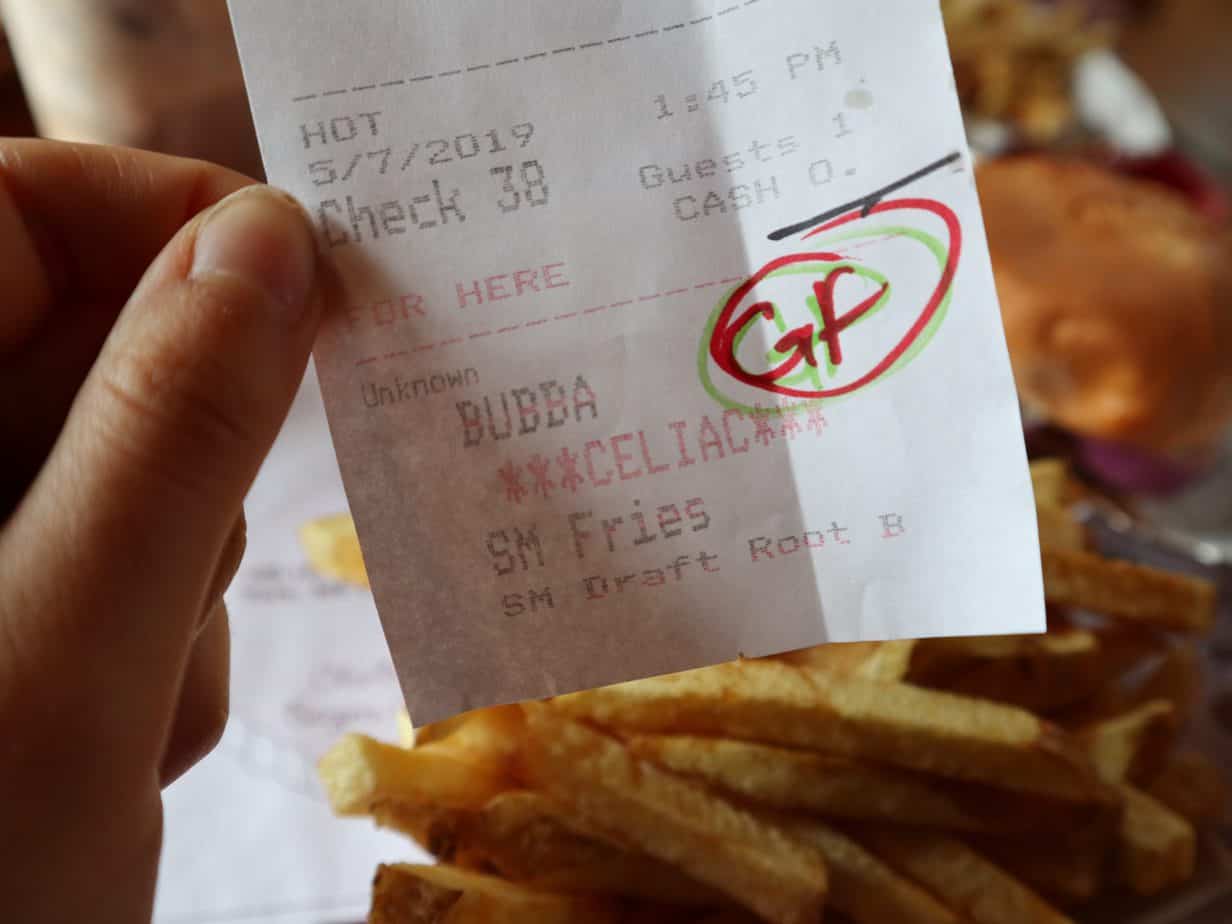 HOT
1:45 PM
5/7/2019
Guests 1
Check 38
CASH 0.
FOR HERE
GF
Unknown
BUBBA
***CELIAC***
SM Fries
SM Draft Root B